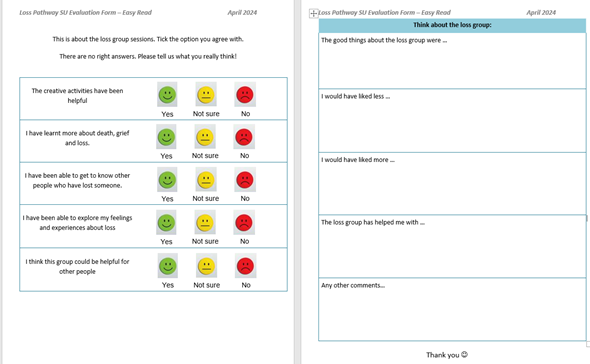 Loss Pathway SU Evaluation Form – Easy Read April 2024
This is about the loss group sessions. Tick the option you agree with.
There are no right answers. Please tell us what you really think!
The creative activities have been
helpful
Yes Not sure No
I have learnt more about death, grief
and loss.
Yes Not sure No
I have been able to get to know other
people who have lost someone.
Yes Not sure No
I have been able to explore my feelings
and experiences about loss
Yes Not sure No
I think this group could be helpful for
other people
Yes Not sure No
Loss Pathway SU Evaluation Form – Easy Read April 2024
Think about the loss group:
The good things about the loss group were …
I would have liked less …
I would have liked more …
The loss group has helped me with …
Any other comments…
Thank you ☺